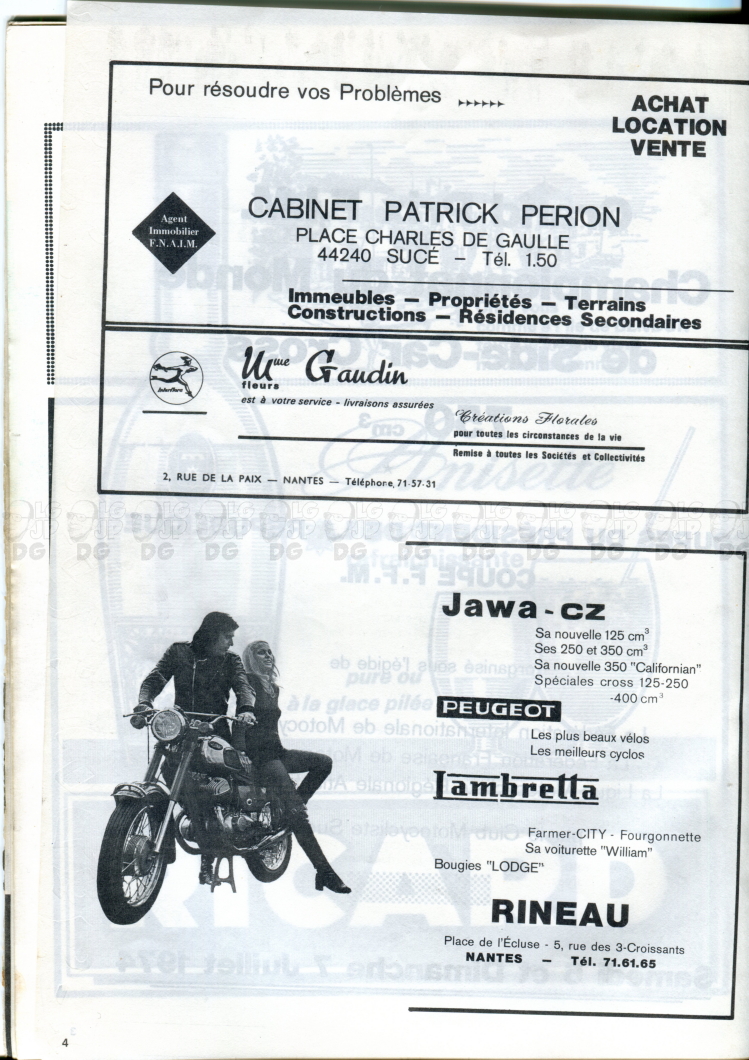 Pour résoudre vos Problèmes
ACHAT
LOCATION
VENTE
Agent
Immobilier
F.N.A.I.M.
CABINET PATRICK PERION
PLACE CHARLES DE GAULLE
44240 SUCÉ — Tél. 1.50
Immeubles — Propriétés — Terrains
Constructions — Résidences Secondaires
Interflora
Mme Gaudin
fleurs
est à votre service - livraisons assurées
Créations Florales
pour toutes les circonstances de la vie
Remise à toutes les Sociétés et Collectivités
2, RUE DE LA PAIX — NANTES — Téléphone, 71-57-31
Jawa-CZ
Sa nouvelle 125 cm³
Ses 250 et 350 cm³
Sa nouvelle 350 "Californian"
Spéciales cross 125-250
-400 cm³
PEUGEOT
Les plus beaux vélos
Les meilleurs cyclos
Lambretta
Farmer-CITY - Fourgonnette
Sa voiturette "William"
Bougies "LODGE"
RINEAU
Place de l'Écluse - 5, rue des 3-Croissants
NANTES — Tél. 71.61.65
4